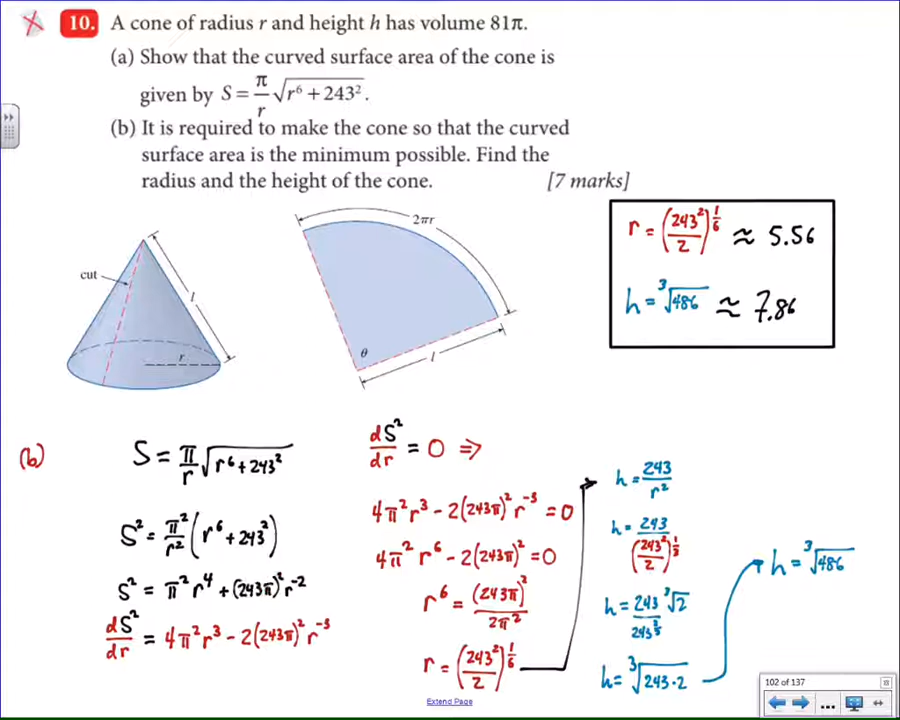 10. A cone of radius r and height h has volume 81π.
(a) Show that the curved surface area of the cone is
given by S = π/r √(r⁶ + 243²).
(b) It is required to make the cone so that the curved
surface area is the minimum possible. Find the
radius and the height of the cone. [7 marks]
r = (243²/2)^(1/6) ≈ 5.56
h = ³√486 ≈ 7.86
cut
l
r
2πr
θ
l
(b)
S = π/r √(r⁶ + 243²)
S² = π²/r² (r⁶ + 243²)
S² = π²r⁴ + (243π)² r⁻²
dS²/dr = 4π²r³ − 2(243π)² r⁻³
dS²/dr = 0 ⇒
4π²r³ − 2(243π)² r⁻³ = 0
4π²r⁶ − 2(243π)² = 0
r⁶ = (243π)²/2π²
r = (243²/2)^(1/6)
h = 243/r²
h = 243/(243²/2)^(1/3)
h = 243 ³√2/243^(2/3)
h = ³√243·2
h = ³√486
102 of 137
Extend Page